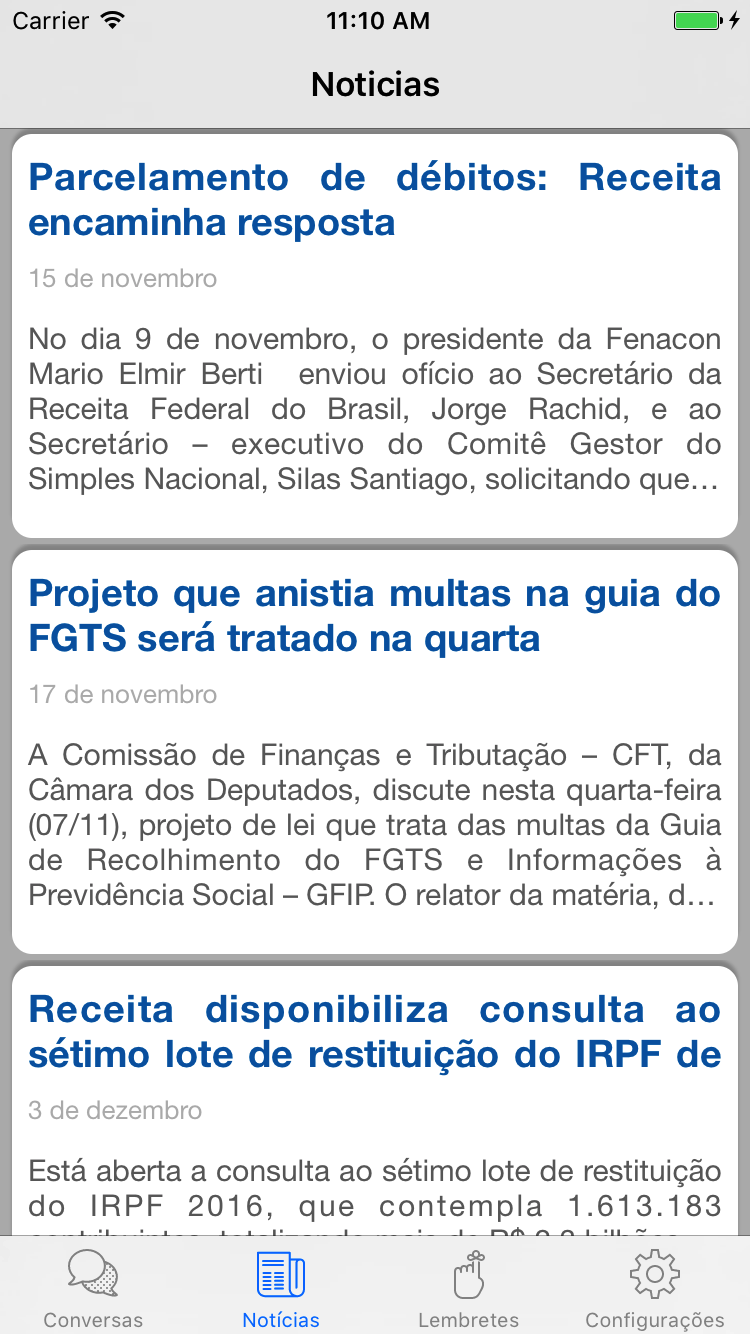 Carrier
11:10 AM
Noticias
Parcelamento de débitos: Receita
encaminha resposta
15 de novembro
No dia 9 de novembro, o presidente da Fenacon
Mario Elmir Berti enviou ofício ao Secretário da
Receita Federal do Brasil, Jorge Rachid, e ao
Secretário – executivo do Comitê Gestor do
Simples Nacional, Silas Santiago, solicitando que...
Projeto que anistia multas na guia do
FGTS será tratado na quarta
17 de novembro
A Comissão de Finanças e Tributação – CFT, da
Câmara dos Deputados, discute nesta quarta-feira
(07/11), projeto de lei que trata das multas da Guia
de Recolhimento do FGTS e Informações à
Previdência Social – GFIP. O relator da matéria, d...
Receita disponibiliza consulta ao
sétimo lote de restituição do IRPF de
3 de dezembro
Está aberta a consulta ao sétimo lote de restituição
do IRPF 2016, que contempla 1.613.183
contribuintes, totalizando mais de R$
Conversas
Notícias
Lembretes
Configurações